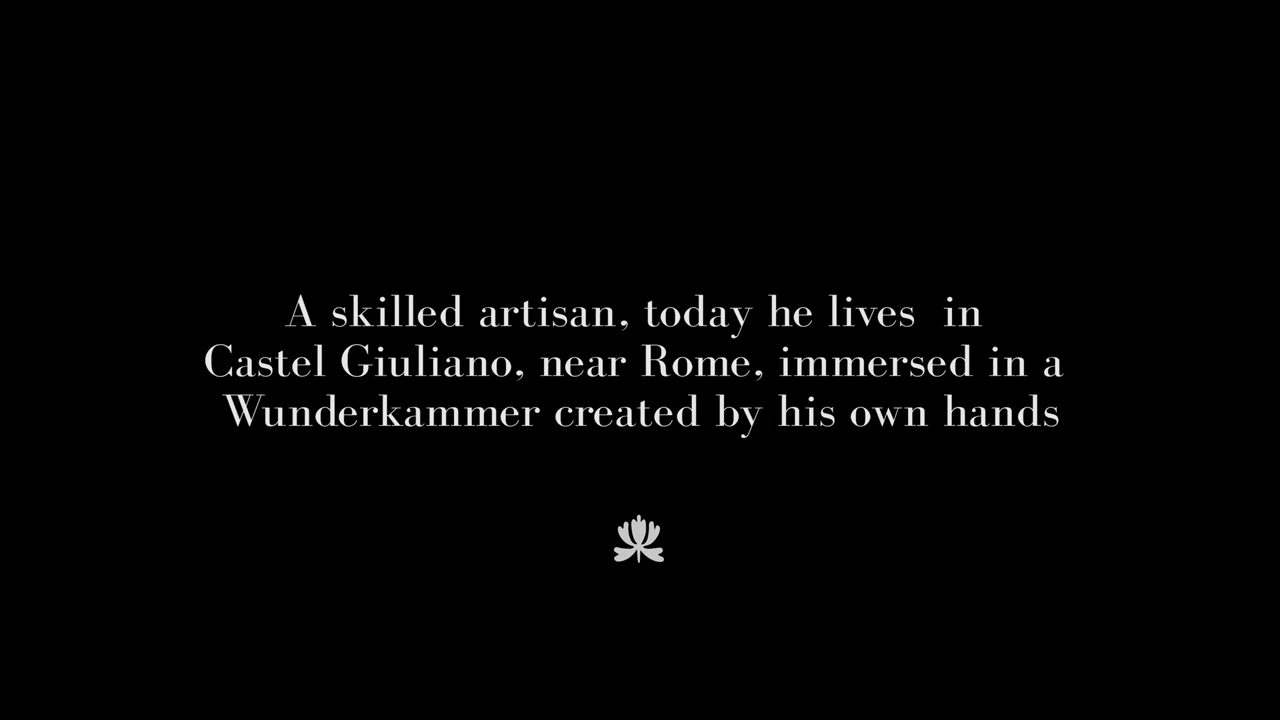 A skilled artisan, today he lives  in
Castel Giuliano, near Rome, immersed in a
Wunderkammer created by his own hands